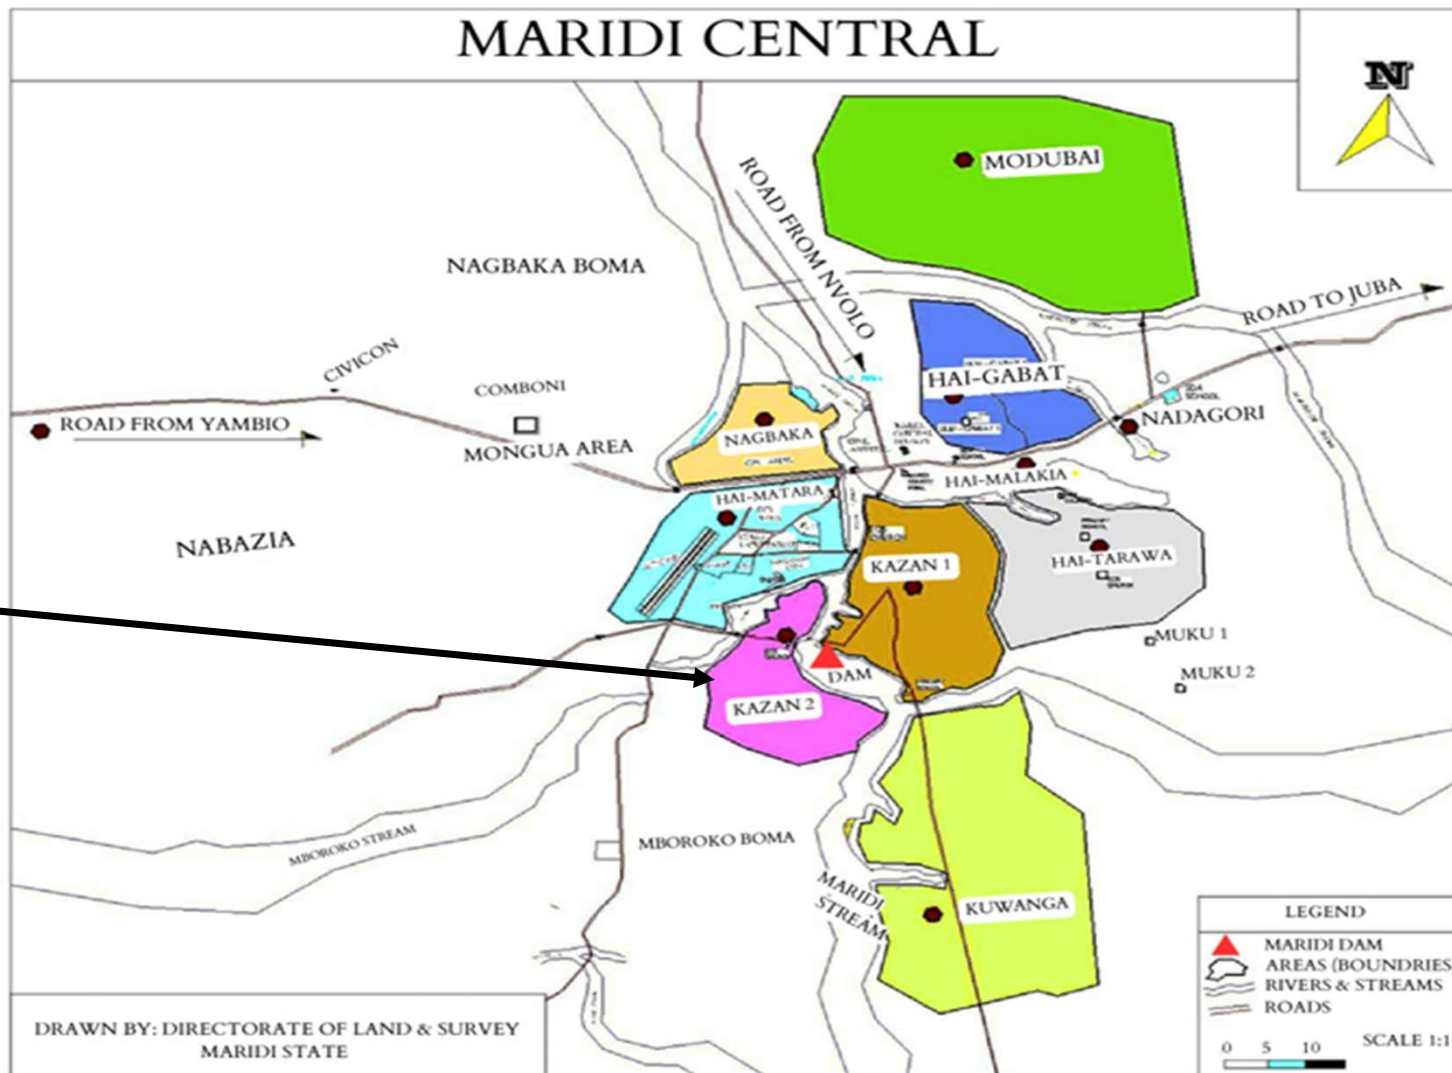 MARIDI CENTRAL
N
MODUBAI
ROAD FROM NVOLO
NAGBAKA BOMA
ROAD TO JUBA
CIVICON
COMBONI
HAI-GABAT
ROAD FROM YAMBIO
MONGUA AREA
NAGBAKA
SCHOOL
NADAGORI
HAI-MALAKIA
HAI-MATARA
NABAZIA
KAZAN 1
HAI-TARAWA
MUKU 1
MUKU 2
DAM
KAZAN 2
MBOROKO STREAM
MBOROKO BOMA
MARIDI
STREAM
KUWANGA
LEGEND
MARIDI DAM
AREAS (BOUNDRIES
RIVERS & STREAMS
ROADS
SCALE 1:1
0 5 10
DRAWN BY: DIRECTORATE OF LAND & SURVEY
MARIDI STATE